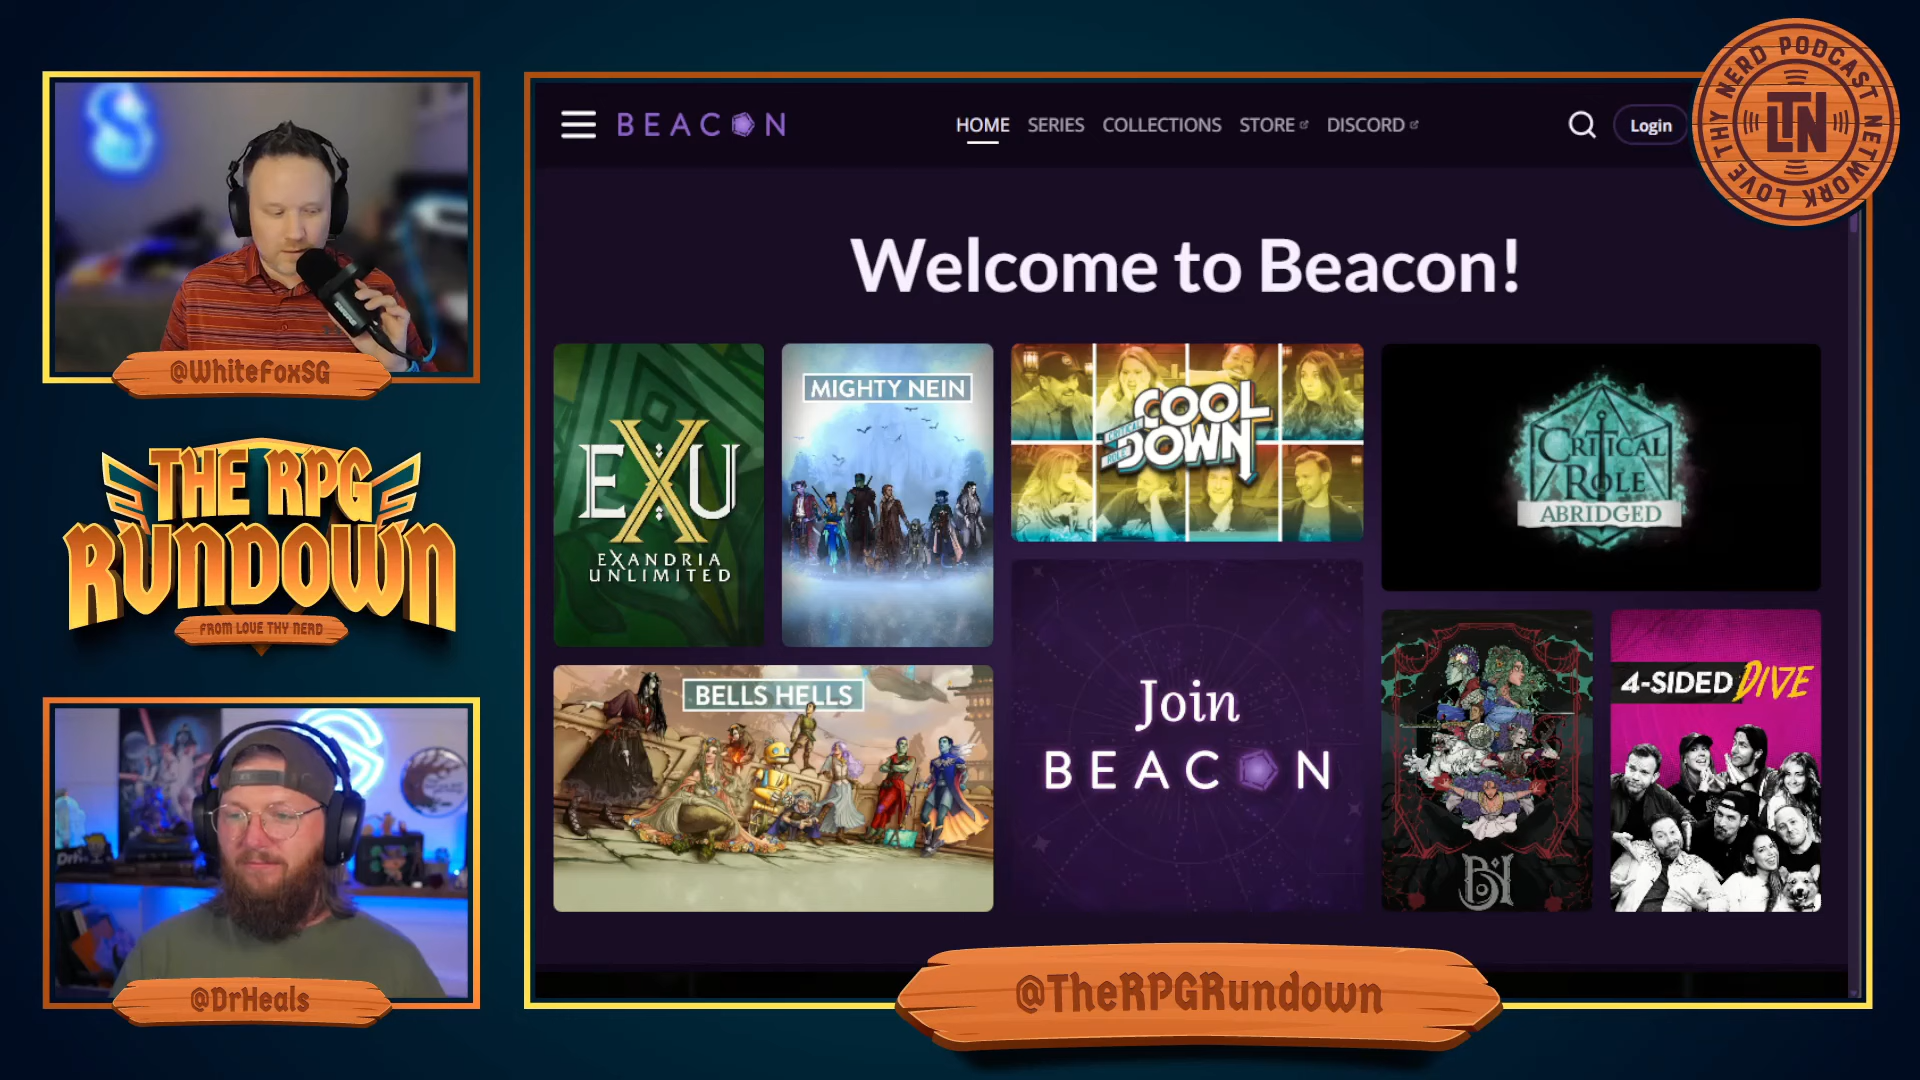 @WhiteFoxSG
THE RPG
RUNDOWN
FROM LOVE THY NERD
@DrHeals
BEACON
HOME SERIES COLLECTIONS STORE DISCORD
Login
LOVE THY NERD PODCAST NETWORK
LTN
Welcome to Beacon!
EXU
EXANDRIA
UNLIMITED
MIGHTY NEIN
CRITICAL ROLE
COOL
DOWN
CRITICAL
ROLE
ABRIDGED
BELLS HELLS
Join
BEACON
4-SIDED DIVE
@TheRPGRundown